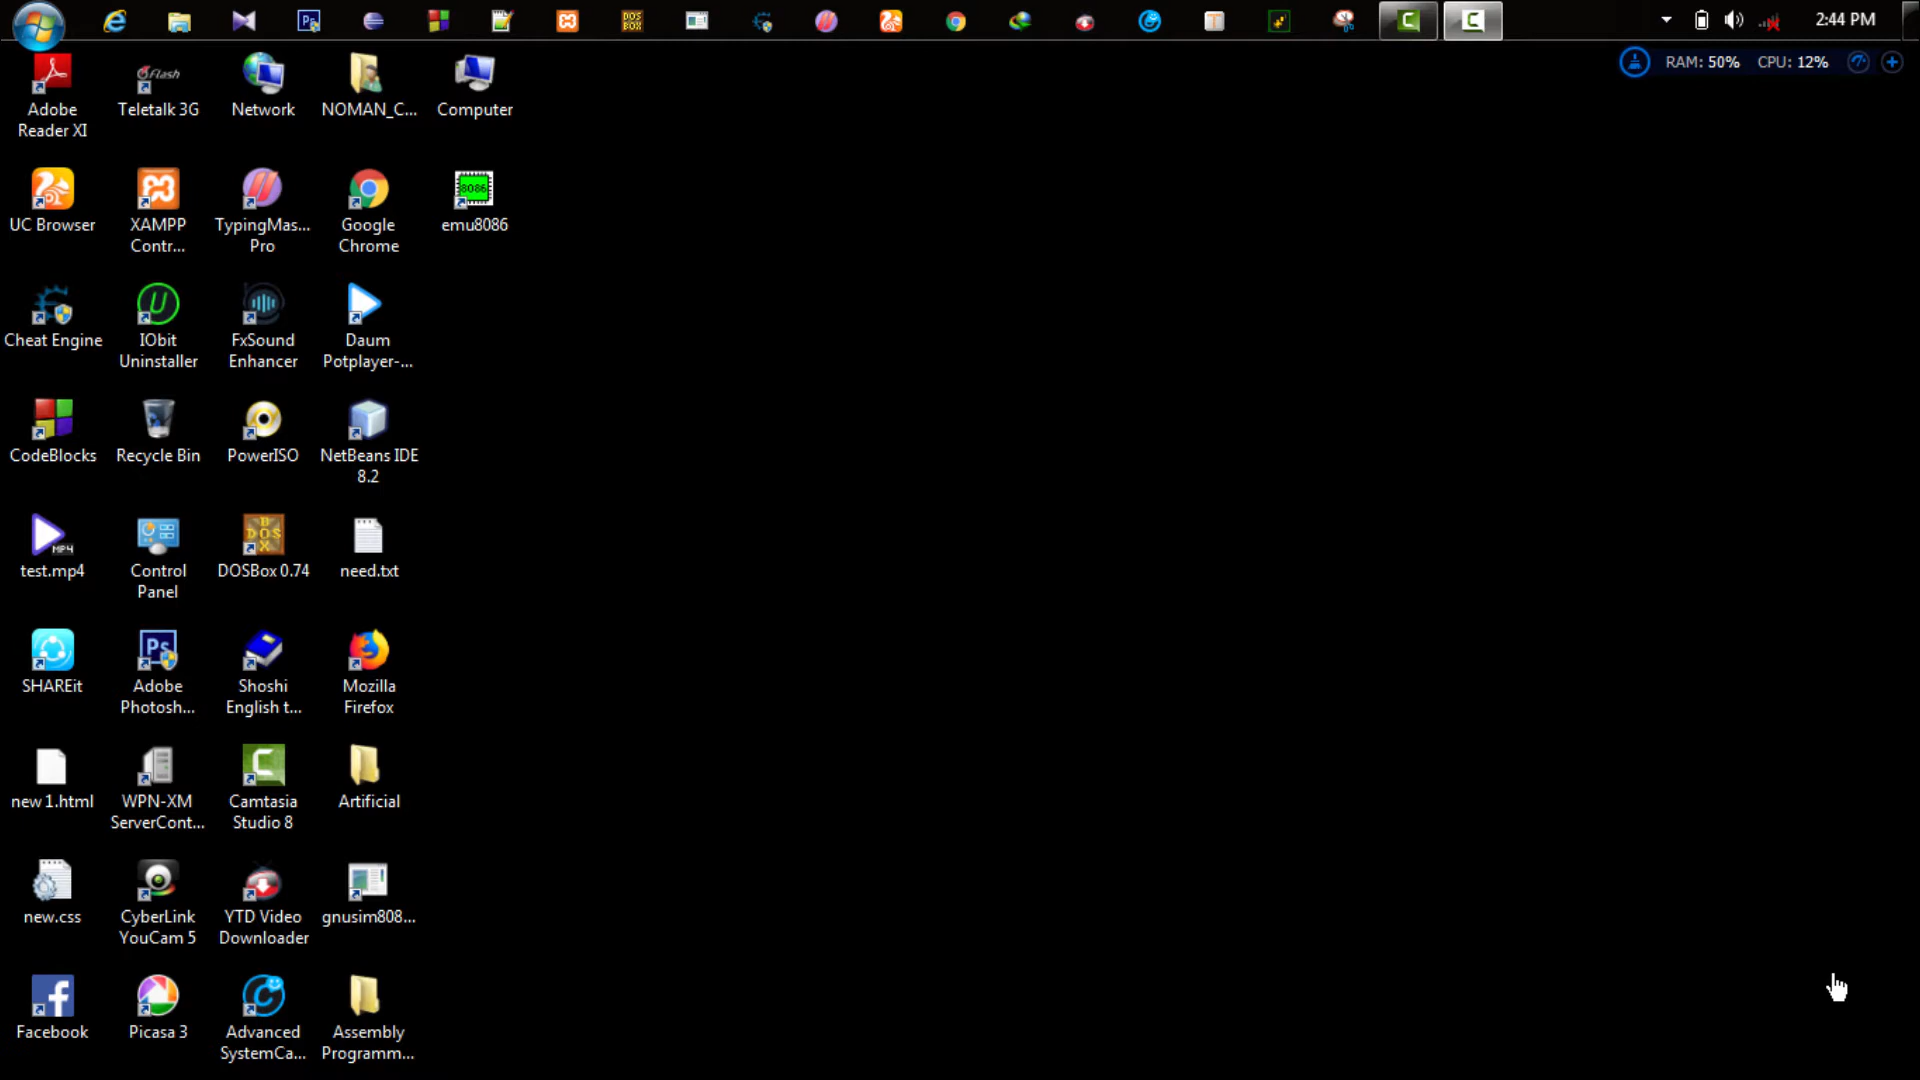 2:44 PM
RAM: 50% CPU: 12%
Adobe
Reader XI
Teletalk 3G
Network
NOMAN_C...
Computer
UC Browser
XAMPP
Contr...
TypingMas...
Pro
Google
Chrome
emu8086
Cheat Engine
IObit
Uninstaller
FxSound
Enhancer
Daum
Potplayer-...
CodeBlocks
Recycle Bin
PowerISO
NetBeans IDE
8.2
test.mp4
Control
Panel
DOSBox 0.74
need.txt
SHAREit
Adobe
Photosh...
Shoshi
English t...
Mozilla
Firefox
new 1.html
WPN-XM
ServerCont...
Camtasia
Studio 8
Artificial
new.css
CyberLink
YouCam 5
YTD Video
Downloader
gnusim808...
Facebook
Picasa 3
Advanced
SystemCa...
Assembly
Programm...